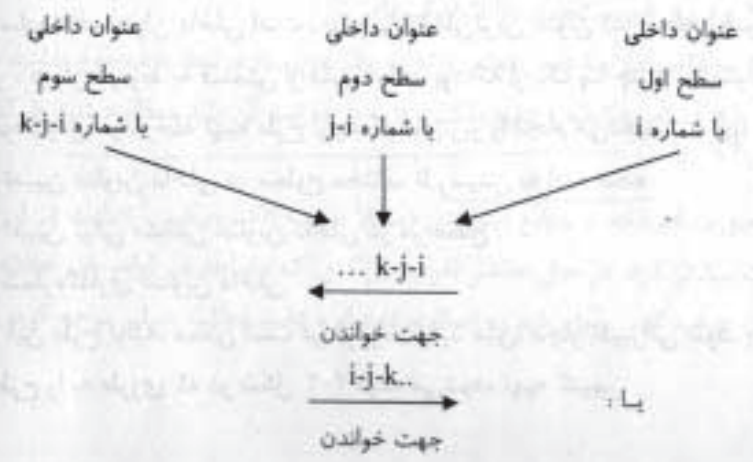 عنوان داخلی
سطح اول
با شماره i
عنوان داخلی
سطح دوم
با شماره j-i
عنوان داخلی
سطح سوم
با شماره k-j-i
... k-j-i
جهت خواندن
یا :
i-j-k..
جهت خواندن